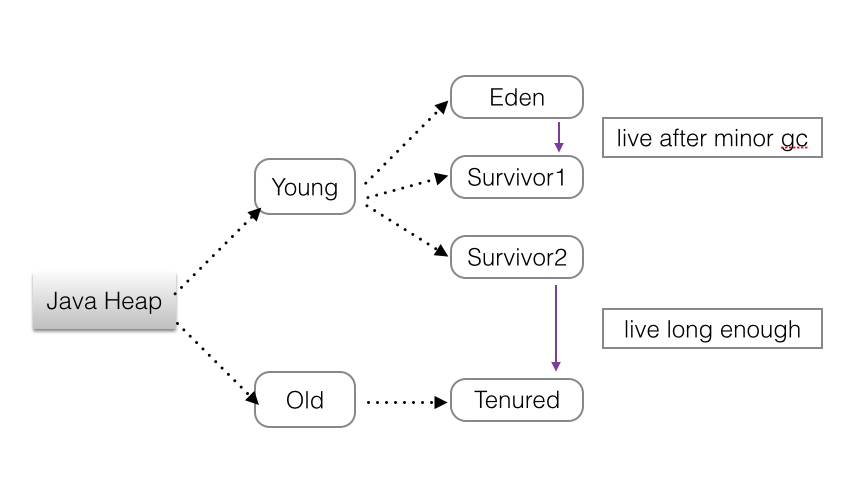 Eden
live after minor gc
Survivor1
Young
Survivor2
Java Heap
live long enough
Old
Tenured